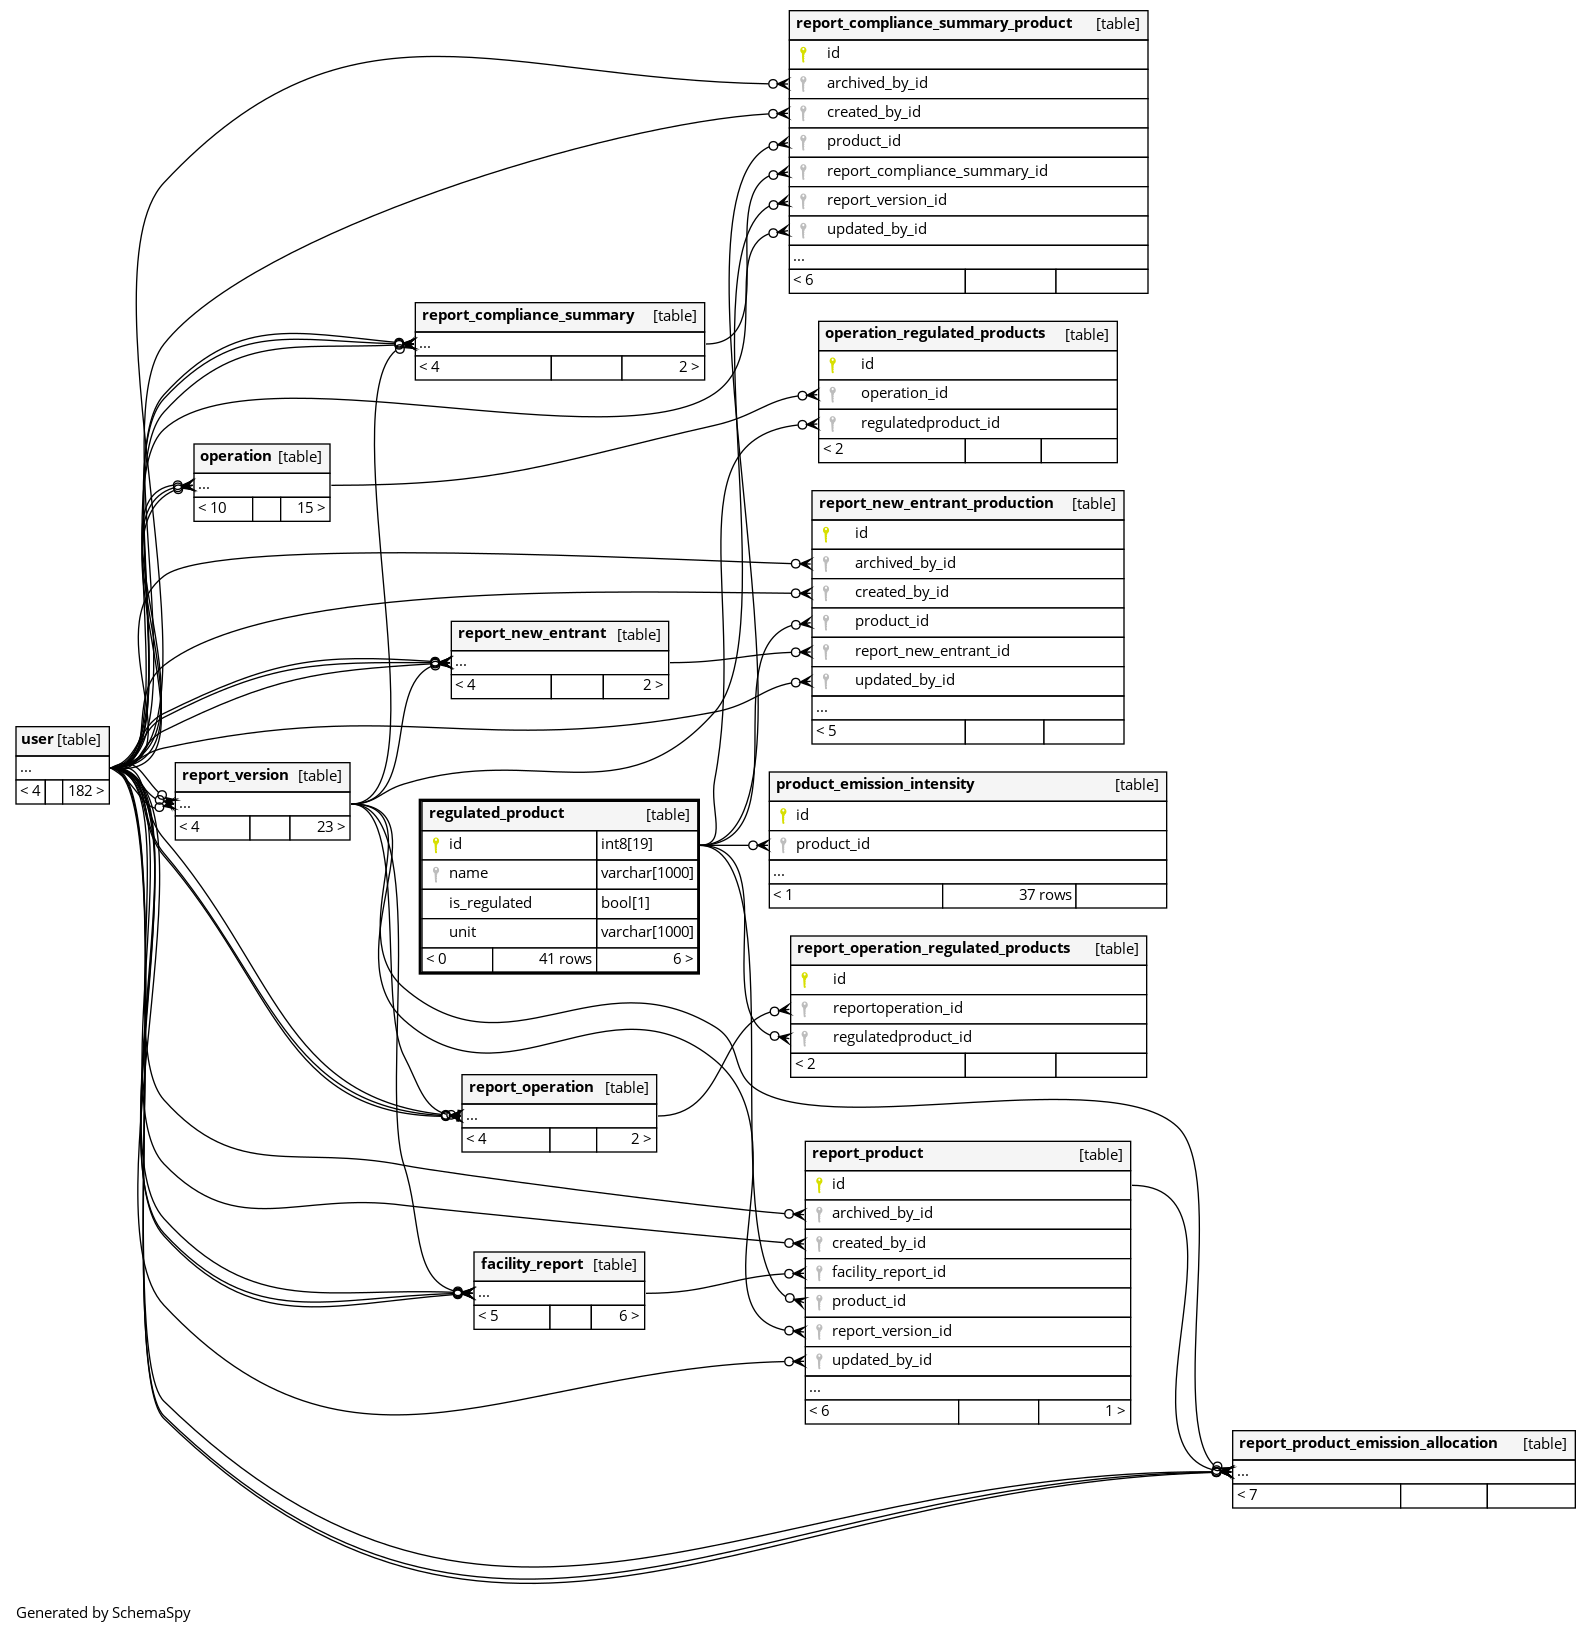 report_compliance_summary_product [table]
id
archived_by_id
created_by_id
product_id
report_compliance_summary_id
report_version_id
updated_by_id
...
< 6
report_compliance_summary [table]
...
< 4 2 >
operation_regulated_products [table]
id
operation_id
regulatedproduct_id
< 2
operation [table]
...
< 10 15 >
report_new_entrant_production [table]
id
archived_by_id
created_by_id
product_id
report_new_entrant_id
updated_by_id
...
< 5
report_new_entrant [table]
...
< 4 2 >
user [table]
...
< 4 182 >
report_version [table]
...
< 4 23 >
regulated_product [table]
id int8[19]
name varchar[1000]
is_regulated bool[1]
unit varchar[1000]
< 0 41 rows 6 >
product_emission_intensity [table]
id
product_id
...
< 1 37 rows
report_operation_regulated_products [table]
id
reportoperation_id
regulatedproduct_id
< 2
report_operation [table]
...
< 4 2 >
report_product [table]
id
archived_by_id
created_by_id
facility_report_id
product_id
report_version_id
updated_by_id
...
< 6 1 >
facility_report [table]
...
< 5 6 >
report_product_emission_allocation [table]
...
< 7
Generated by SchemaSpy